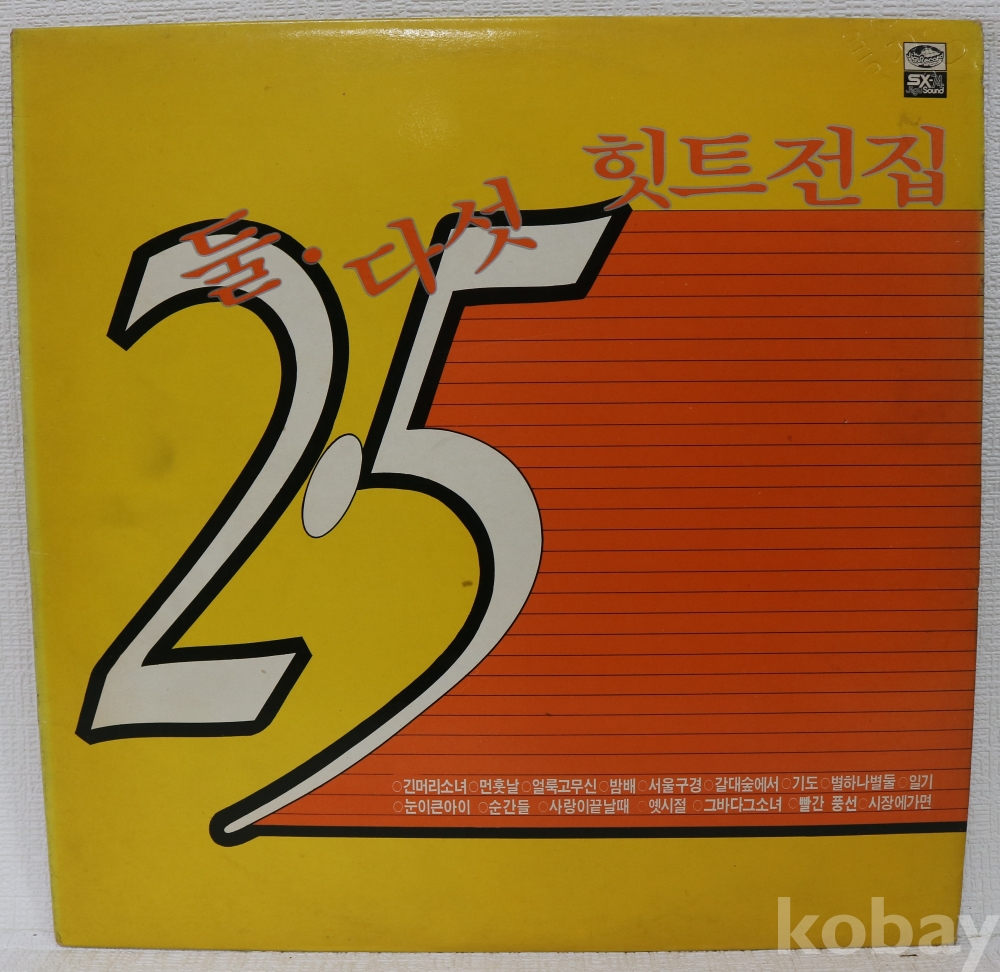 SX-
Sound
둘·다섯 힛트전집
2·5
○긴머리소녀○먼훗날○얼룩고무신○밤배○서울구경○갈대숲에서○기도○별하나별둘○일기
○눈이큰아이○순간들○사랑이끝날때○옛시절○그바다그소녀○빨간 풍선○시장에가면
kobay